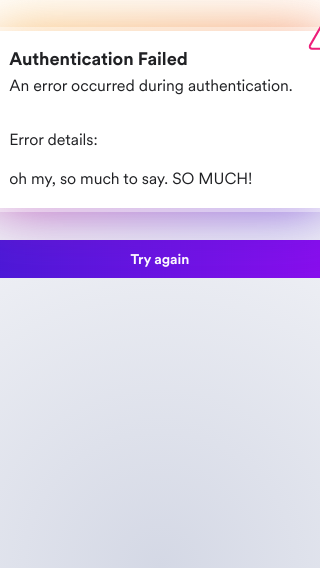 Authentication Failed
An error occurred during authentication.
Error details:
oh my, so much to say. SO MUCH!
Try again